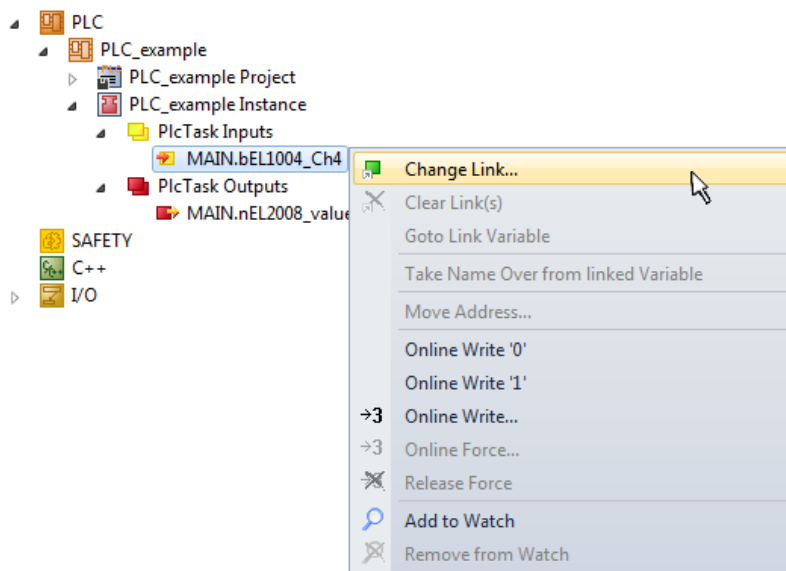 PLC
PLC_example
PLC_example Project
PLC_example Instance
PlcTask Inputs
MAIN.bEL1004_Ch4
PlcTask Outputs
MAIN.nEL2008_value
SAFETY
C++
I/O
Change Link...
Clear Link(s)
Goto Link Variable
Take Name Over from linked Variable
Move Address...
Online Write '0'
Online Write '1'
Online Write...
Online Force...
Release Force
Add to Watch
Remove from Watch